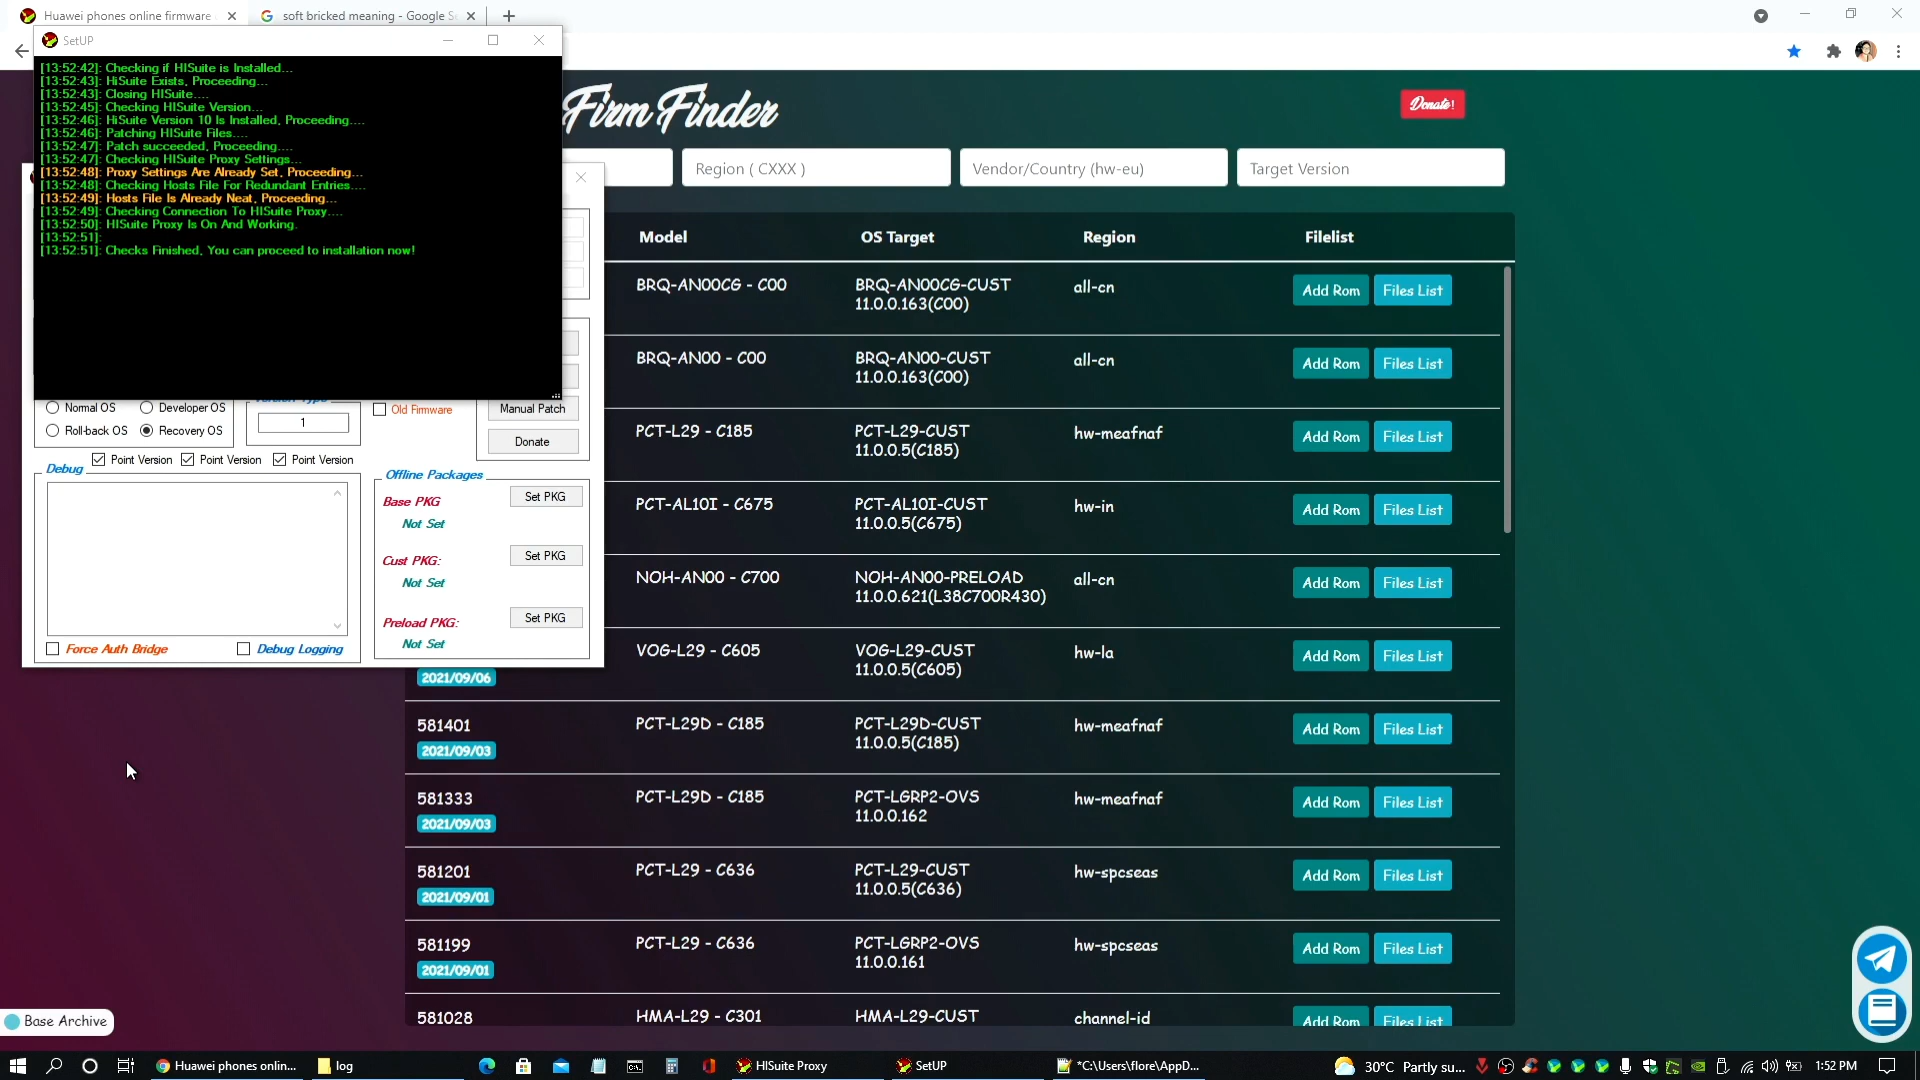 Huawei phones online firmware
soft bricked meaning - Google Se
SetUP
[13:52:42]: Checking if HISuite is Installed...
[13:52:43]: HiSuite Exists, Proceeding...
[13:52:43]: Closing HISuite....
[13:52:45]: Checking HISuite Version...
[13:52:46]: HiSuite Version 10 Is Installed, Proceeding....
[13:52:46]: Patching HISuite Files....
[13:52:47]: Patch succeeded, Proceeding....
[13:52:47]: Checking HISuite Proxy Settings...
[13:52:48]: Proxy Settings Are Already Set, Proceeding...
[13:52:48]: Checking Hosts File For Redundant Entries....
[13:52:49]: Hosts File Is Already Neat, Proceeding...
[13:52:49]: Checking Connection To HISuite Proxy....
[13:52:50]: HISuite Proxy Is On And Working.
[13:52:51]:
[13:52:51]: Checks Finished, You can proceed to installation now!
Normal OS
Developer OS
Roll-back OS
Recovery OS
1
Old Firmware
Manual Patch
Donate
Point Version
Point Version
Point Version
Debug
Force Auth Bridge
Debug Logging
Offline Packages
Base PKG
Set PKG
Not Set
Cust PKG:
Set PKG
Not Set
Preload PKG:
Set PKG
Not Set
Firm Finder
Donate!
Region ( CXXX )
Vendor/Country (hw-eu)
Target Version
Model
OS Target
Region
Filelist
BRQ-AN00CG - C00
BRQ-AN00CG-CUST
11.0.0.163(C00)
all-cn
Add Rom
Files List
BRQ-AN00 - C00
BRQ-AN00-CUST
11.0.0.163(C00)
all-cn
Add Rom
Files List
PCT-L29 - C185
PCT-L29-CUST
11.0.0.5(C185)
hw-meafnaf
Add Rom
Files List
PCT-AL10I - C675
PCT-AL10I-CUST
11.0.0.5(C675)
hw-in
Add Rom
Files List
NOH-AN00 - C700
NOH-AN00-PRELOAD
11.0.0.621(L38C700R430)
all-cn
Add Rom
Files List
2021/09/06
VOG-L29 - C605
VOG-L29-CUST
11.0.0.5(C605)
hw-la
Add Rom
Files List
581401
2021/09/03
PCT-L29D - C185
PCT-L29D-CUST
11.0.0.5(C185)
hw-meafnaf
Add Rom
Files List
581333
2021/09/03
PCT-L29D - C185
PCT-LGRP2-OVS
11.0.0.162
hw-meafnaf
Add Rom
Files List
581201
2021/09/01
PCT-L29 - C636
PCT-L29-CUST
11.0.0.5(C636)
hw-spcseas
Add Rom
Files List
581199
2021/09/01
PCT-L29 - C636
PCT-LGRP2-OVS
11.0.0.161
hw-spcseas
Add Rom
Files List
581028
HMA-L29 - C301
HMA-L29-CUST
channel-id
Add Rom
Files List
Base Archive
Huawei phones onlin...
log
HISuite Proxy
SetUP
*C:\Users\flore\AppD...
30°C Partly su...
1:52 PM